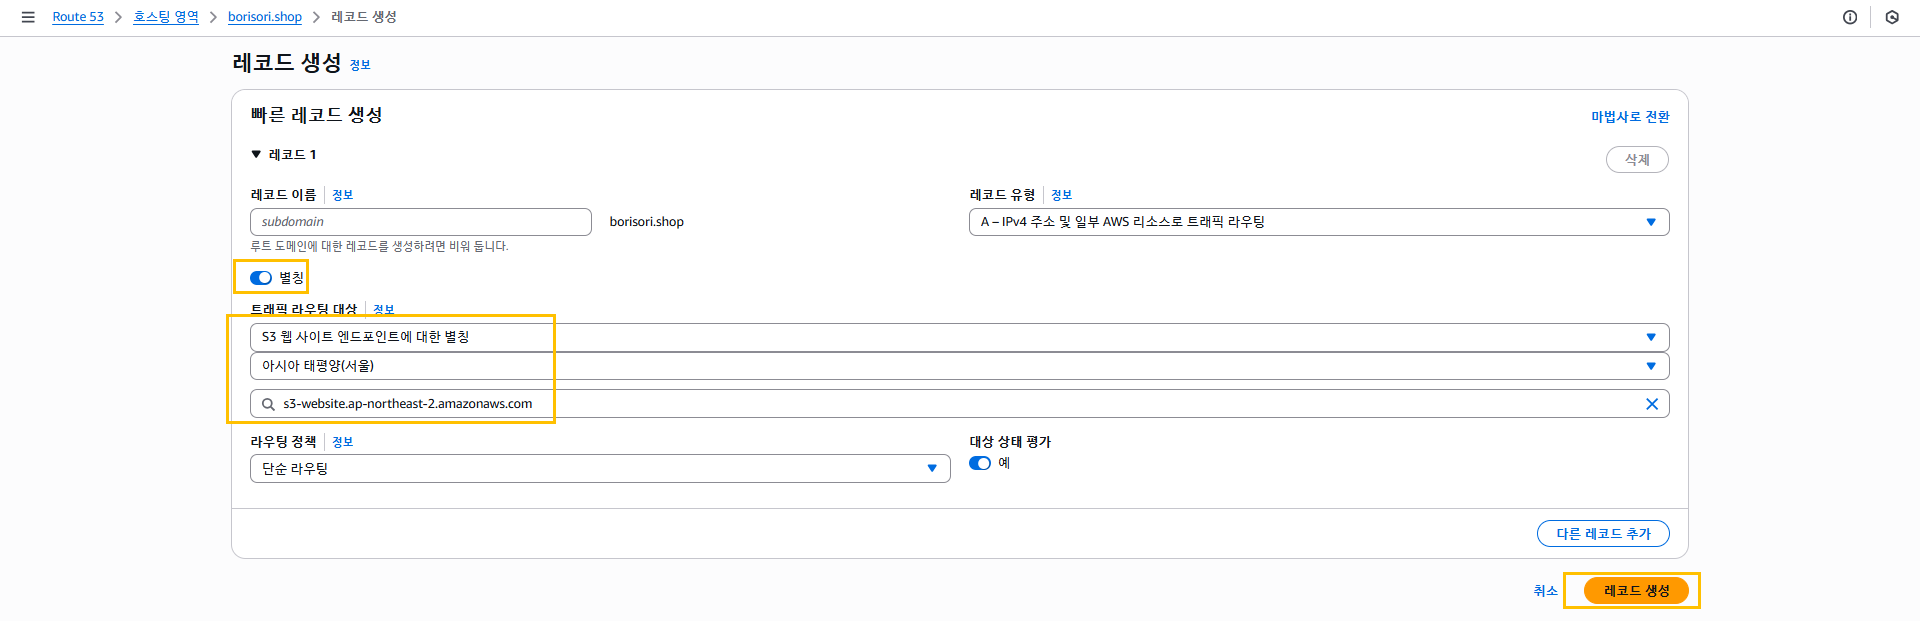 Route 53 > 호스팅 영역 > borisori.shop > 레코드 생성
레코드 생성 정보
빠른 레코드 생성
마법사로 전환
레코드 1
삭제
레코드 이름 정보
subdomain
borisori.shop
루트 도메인에 대한 레코드를 생성하려면 비워 둡니다.
레코드 유형 정보
A – IPv4 주소 및 일부 AWS 리소스로 트래픽 라우팅
별칭
트래픽 라우팅 대상 정보
S3 웹 사이트 엔드포인트에 대한 별칭
아시아 태평양(서울)
s3-website.ap-northeast-2.amazonaws.com
라우팅 정책 정보
단순 라우팅
대상 상태 평가
예
다른 레코드 추가
취소
레코드 생성